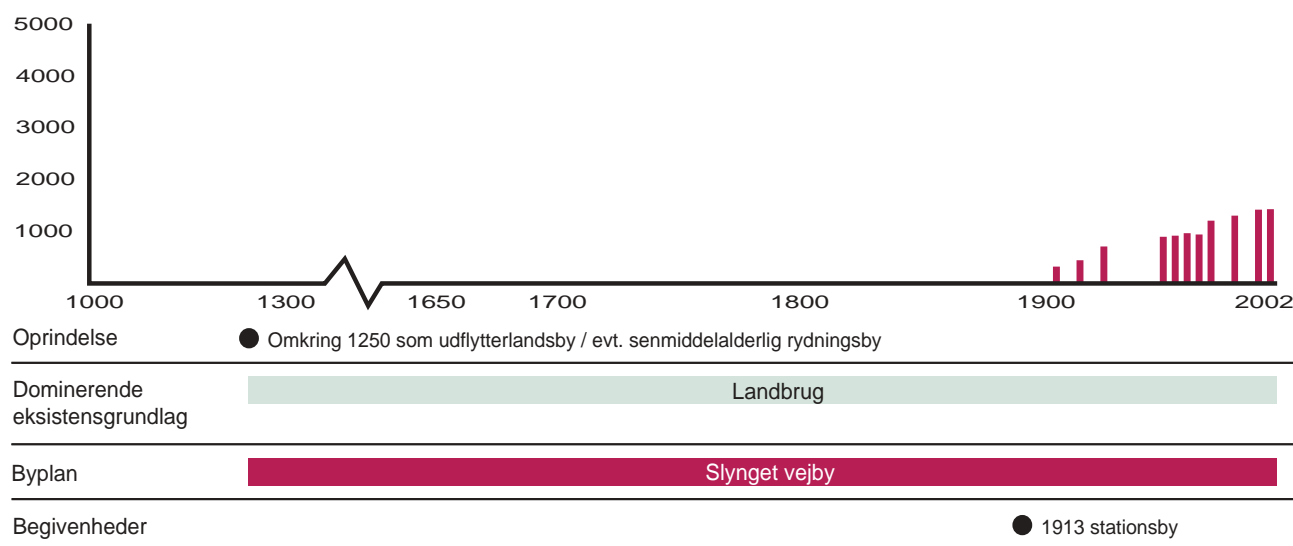 5000
4000
3000
2000
1000
1000 1300 1650 1700 1800 1900 2002
Oprindelse Omkring 1250 som udflytterlandsby / evt. senmiddelalderlig rydningsby
Dominerende
eksistensgrundlag
Landbrug
Byplan Slynget vejby
Begivenheder 1913 stationsby